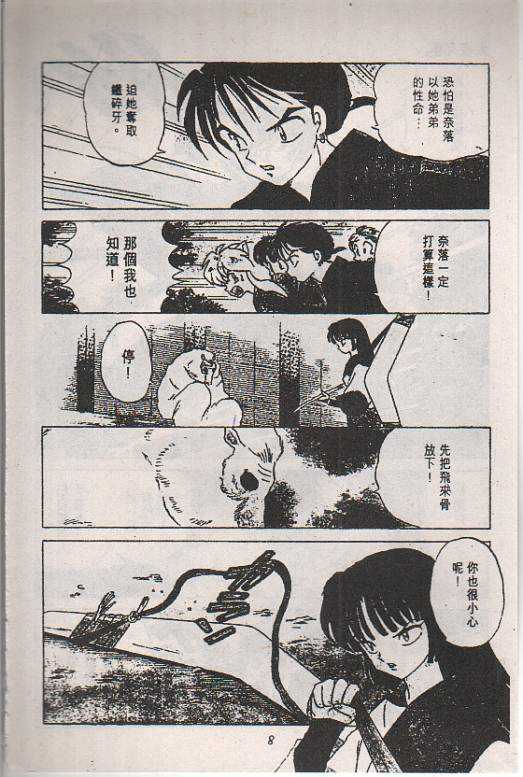 恐怕是奈落
以她弟弟
的性命…
迫她奪取
鐵碎牙。
奈落一定
打算這樣！
那個我也
知道！
停！
先把飛來骨
放下！
你也很小心
呢！
8